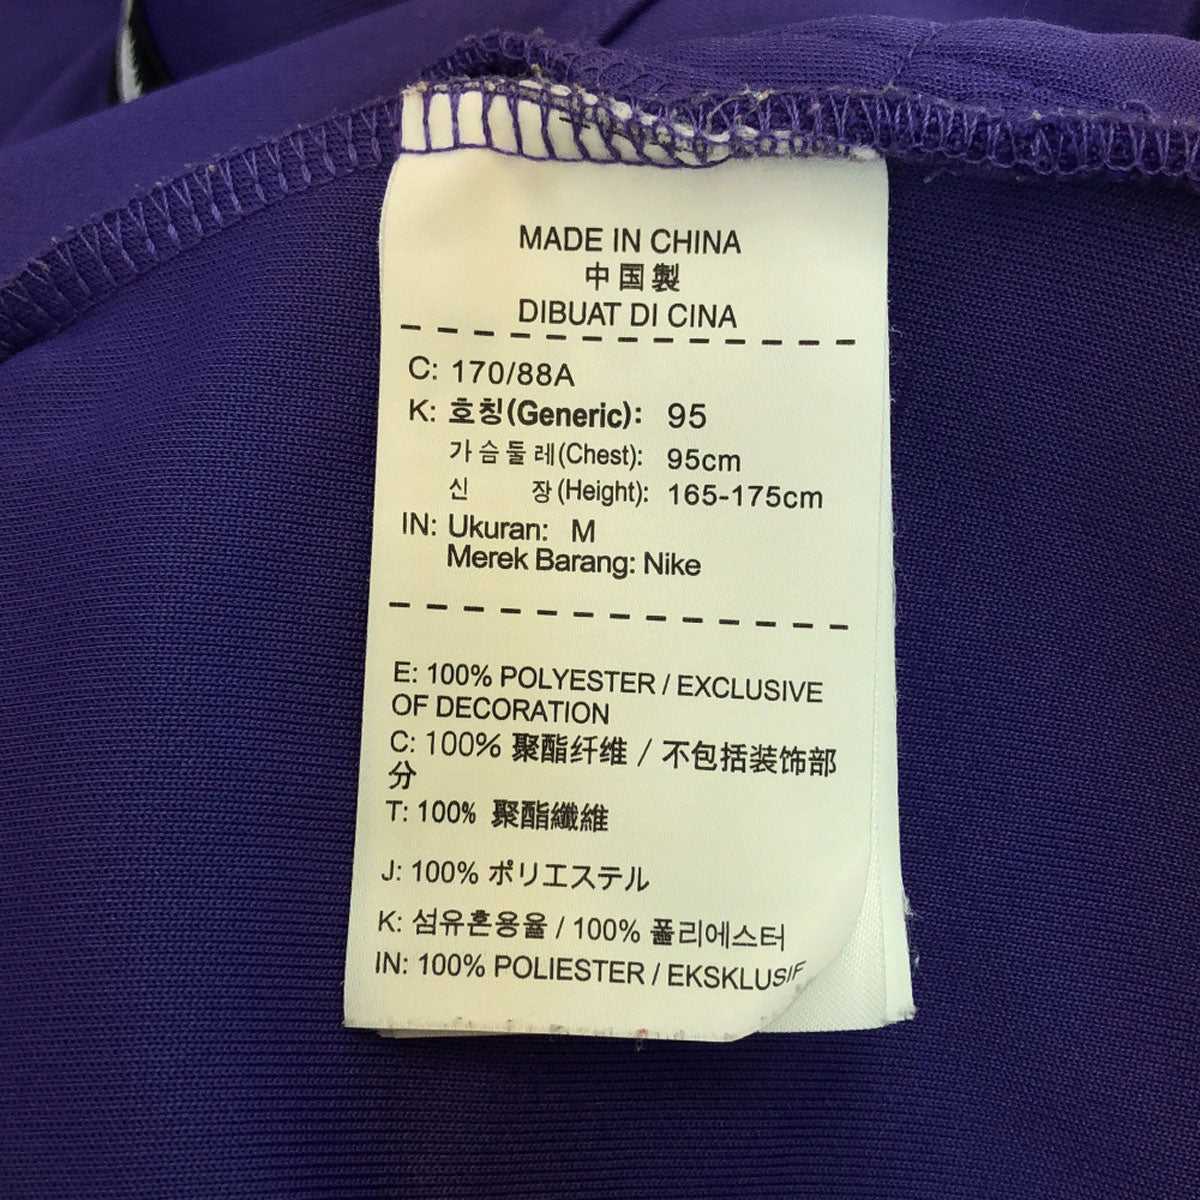 MADE IN CHINA
中国製
DIBUAT DI CINA
C: 170/88A
K: 호칭(Generic): 95
가슴둘레(Chest): 95cm
신 장(Height): 165-175cm
IN: Ukuran: M
Merek Barang: Nike
E: 100% POLYESTER / EXCLUSIVE
OF DECORATION
C: 100% 聚酯纤维 / 不包括装饰部
分
T: 100% 聚酯纖維
J: 100% ポリエステル
K: 섬유혼용율 / 100% 폴리에스터
IN: 100% POLIESTER / EKSKLUSIF